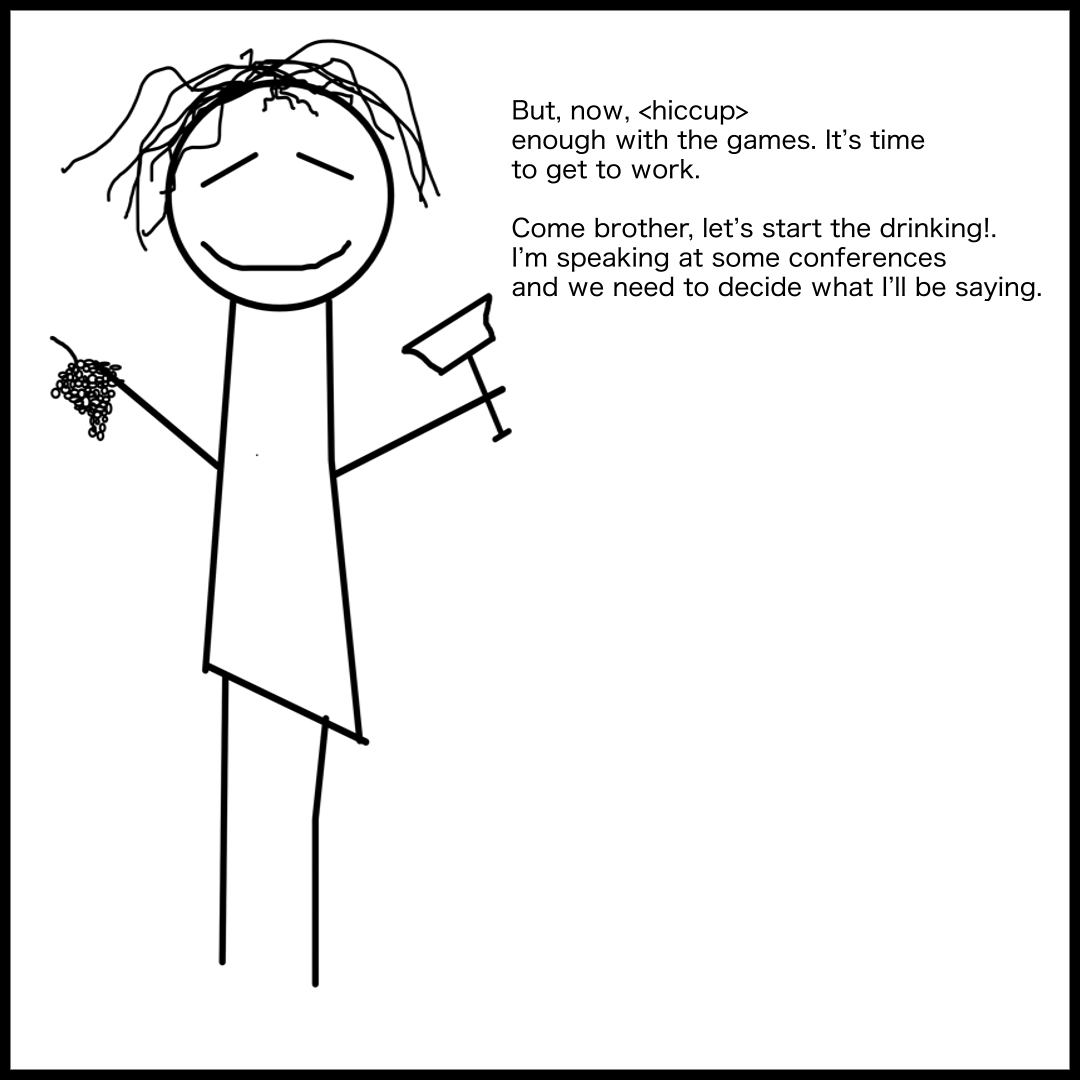 But, now, <hiccup>
enough with the games. It’s time
to get to work.
Come brother, let’s start the drinking!.
I’m speaking at some conferences
and we need to decide what I’ll be saying.